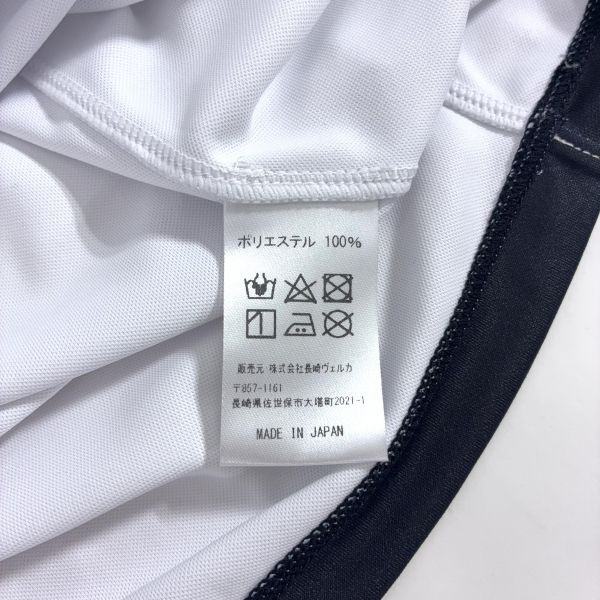 ポリエステル 100%
販売元 株式会社長崎ヴェルカ
〒857-1161
長崎県佐世保市大塔町2021-1
MADE IN JAPAN